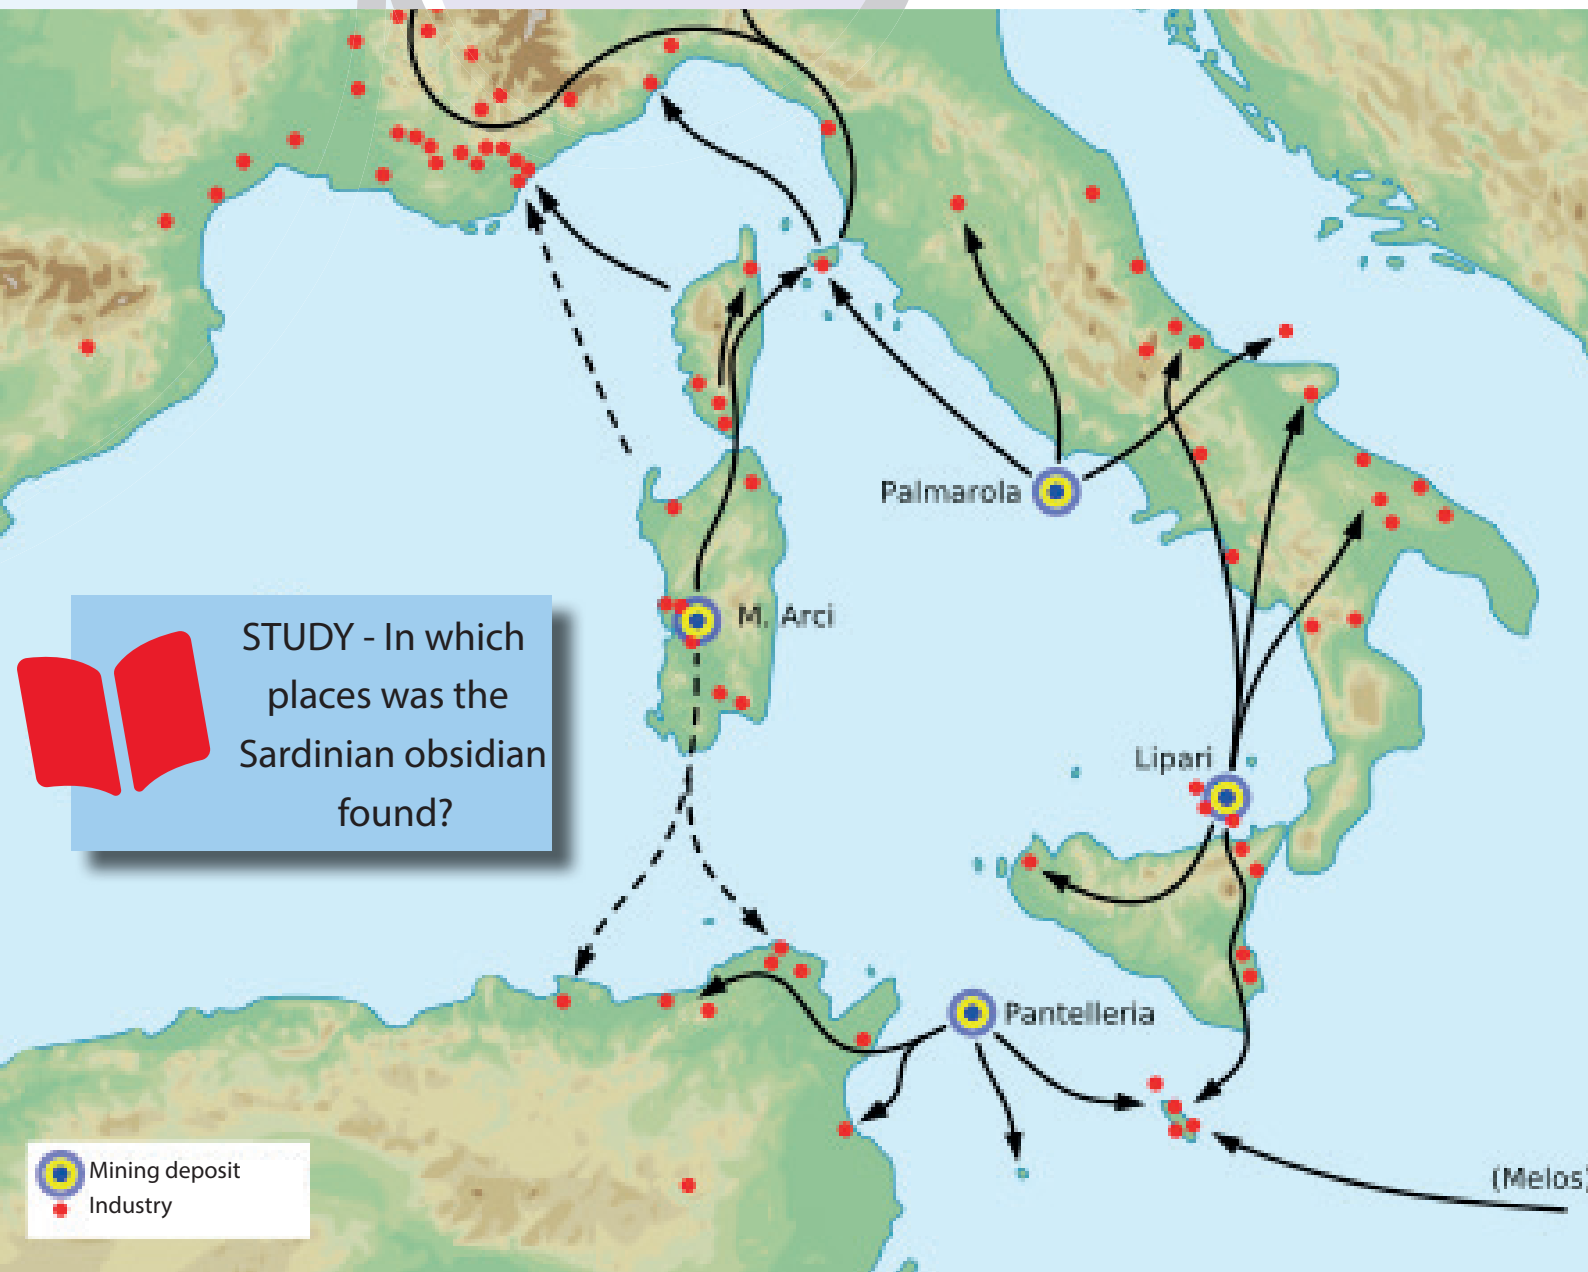 Palmarola
M. Arci
STUDY - In which
places was the
Sardinian obsidian
found?
Lipari
Pantelleria
(Melos)
Mining deposit
Industry